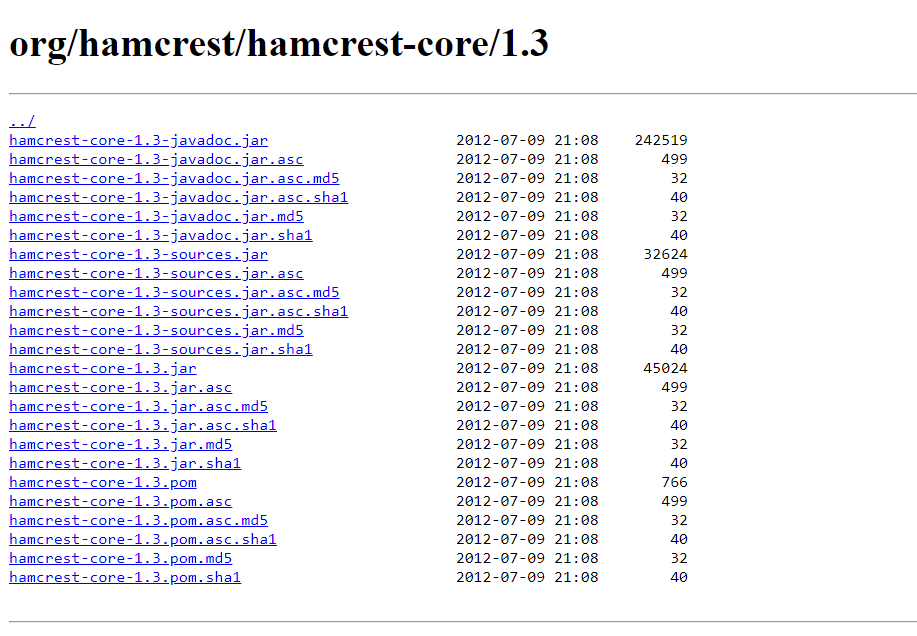 org/hamcrest/hamcrest-core/1.3
../
hamcrest-core-1.3-javadoc.jar 2012-07-09 21:08 242519
hamcrest-core-1.3-javadoc.jar.asc 2012-07-09 21:08 499
hamcrest-core-1.3-javadoc.jar.asc.md5 2012-07-09 21:08 32
hamcrest-core-1.3-javadoc.jar.asc.sha1 2012-07-09 21:08 40
hamcrest-core-1.3-javadoc.jar.md5 2012-07-09 21:08 32
hamcrest-core-1.3-javadoc.jar.sha1 2012-07-09 21:08 40
hamcrest-core-1.3-sources.jar 2012-07-09 21:08 32624
hamcrest-core-1.3-sources.jar.asc 2012-07-09 21:08 499
hamcrest-core-1.3-sources.jar.asc.md5 2012-07-09 21:08 32
hamcrest-core-1.3-sources.jar.asc.sha1 2012-07-09 21:08 40
hamcrest-core-1.3-sources.jar.md5 2012-07-09 21:08 32
hamcrest-core-1.3-sources.jar.sha1 2012-07-09 21:08 40
hamcrest-core-1.3.jar 2012-07-09 21:08 45024
hamcrest-core-1.3.jar.asc 2012-07-09 21:08 499
hamcrest-core-1.3.jar.asc.md5 2012-07-09 21:08 32
hamcrest-core-1.3.jar.asc.sha1 2012-07-09 21:08 40
hamcrest-core-1.3.jar.md5 2012-07-09 21:08 32
hamcrest-core-1.3.jar.sha1 2012-07-09 21:08 40
hamcrest-core-1.3.pom 2012-07-09 21:08 766
hamcrest-core-1.3.pom.asc 2012-07-09 21:08 499
hamcrest-core-1.3.pom.asc.md5 2012-07-09 21:08 32
hamcrest-core-1.3.pom.asc.sha1 2012-07-09 21:08 40
hamcrest-core-1.3.pom.md5 2012-07-09 21:08 32
hamcrest-core-1.3.pom.sha1 2012-07-09 21:08 40